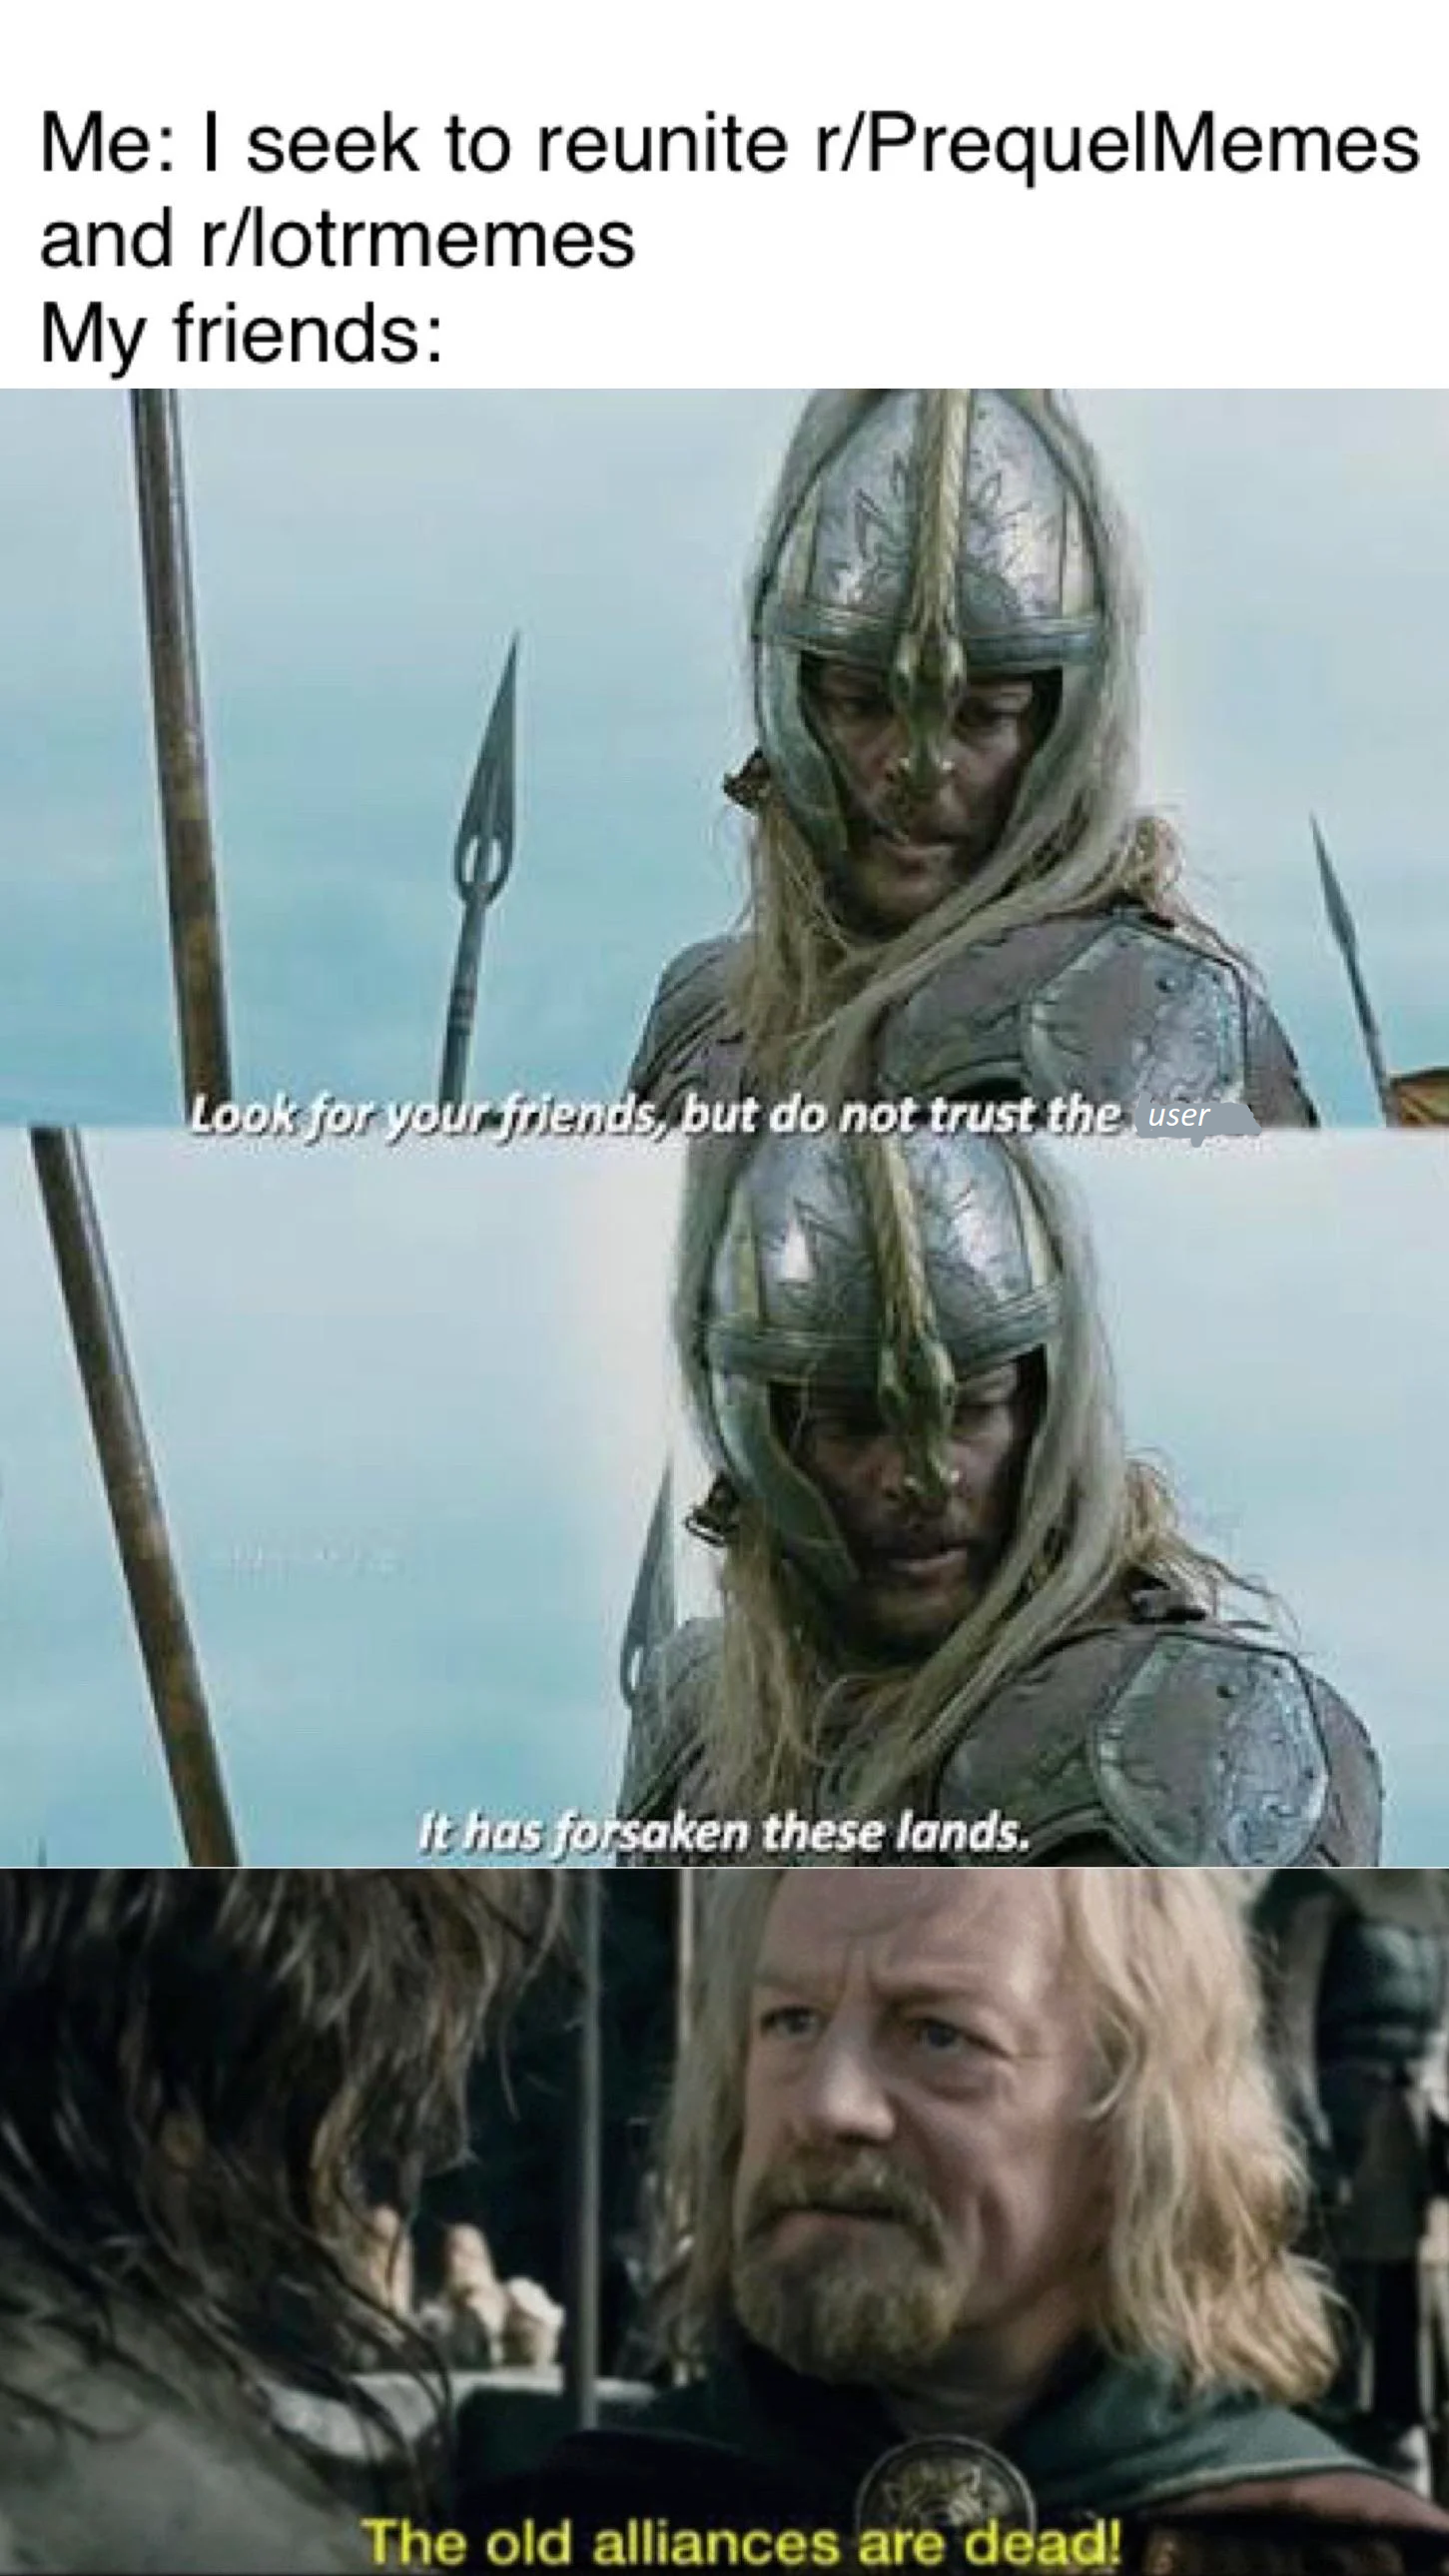 Me: I seek to reunite r/PrequelMemes
and r/lotrmemes
My friends:
Look for your friends, but do not trust the user
It has forsaken these lands.
The old alliances are dead!